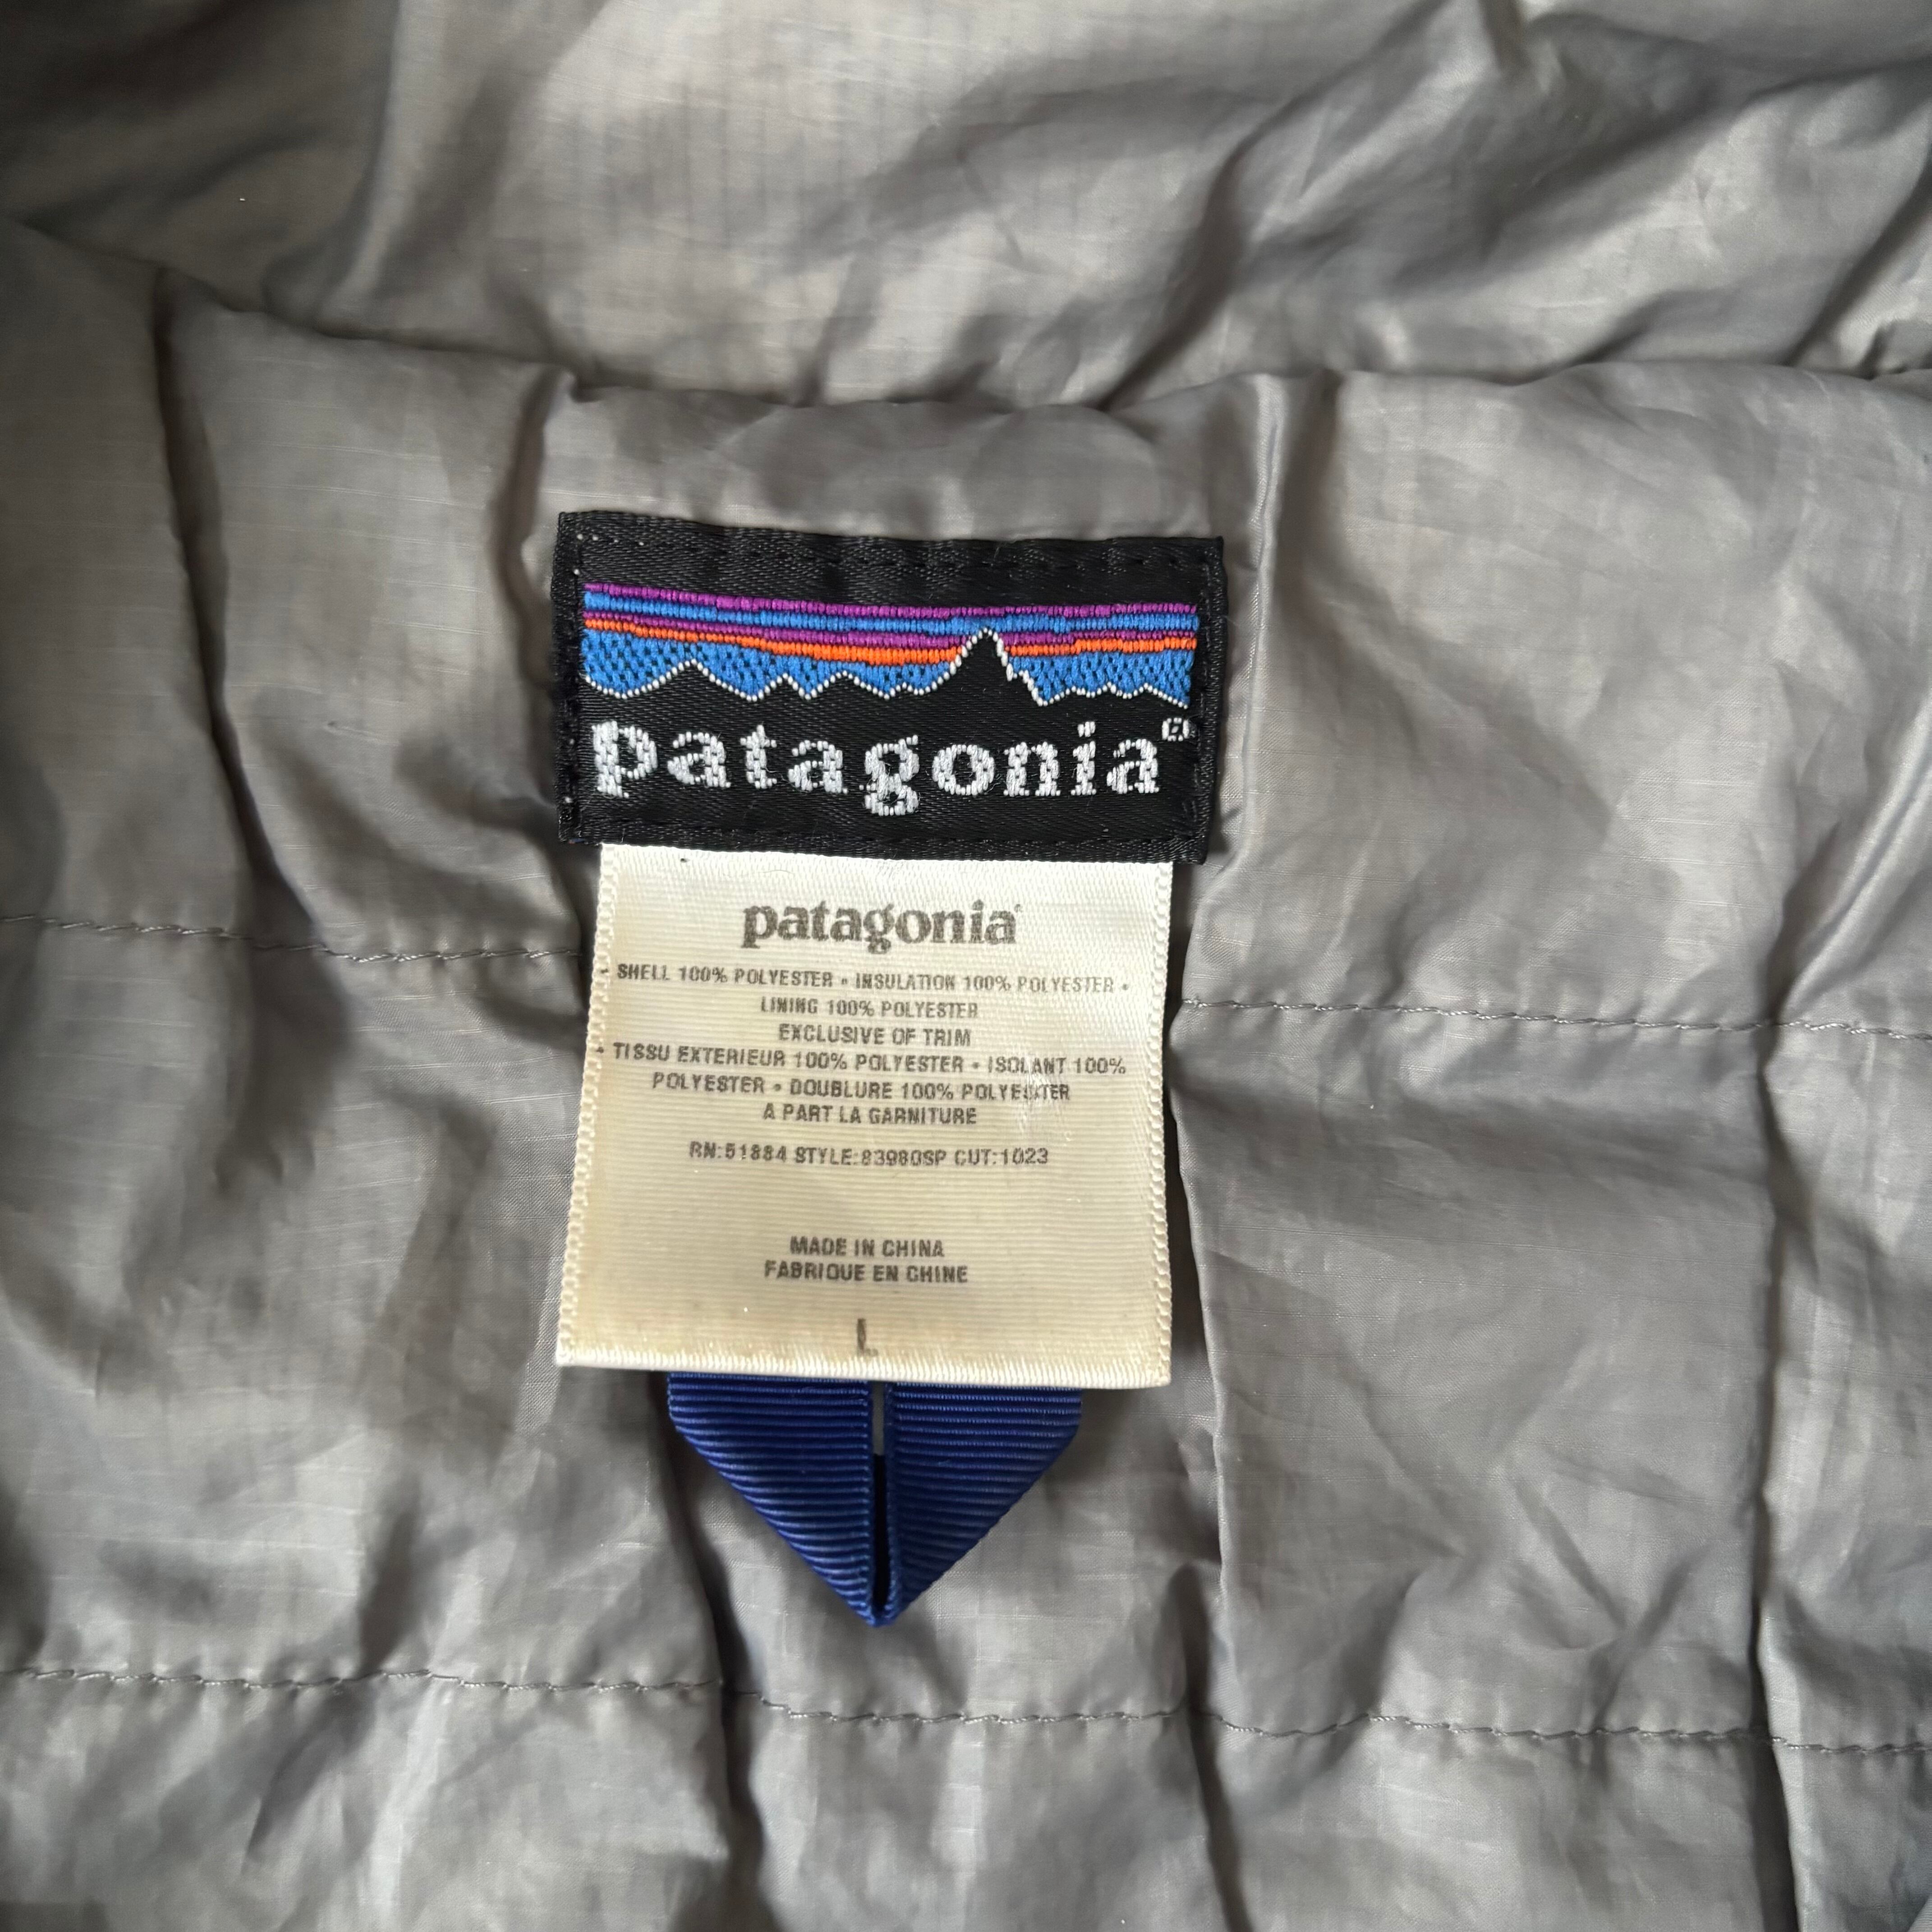 patagonia®
patagonia®
• SHELL 100% POLYESTER • INSULATION 100% POLYESTER •
LINING 100% POLYESTER
EXCLUSIVE OF TRIM
• TISSU EXTERIEUR 100% POLYESTER • ISOLANT 100%
POLYESTER • DOUBLURE 100% POLYESTER
A PART LA GARNITURE
RN:51884 STYLE:83980SP CUT:1023
MADE IN CHINA
FABRIQUE EN CHINE
L